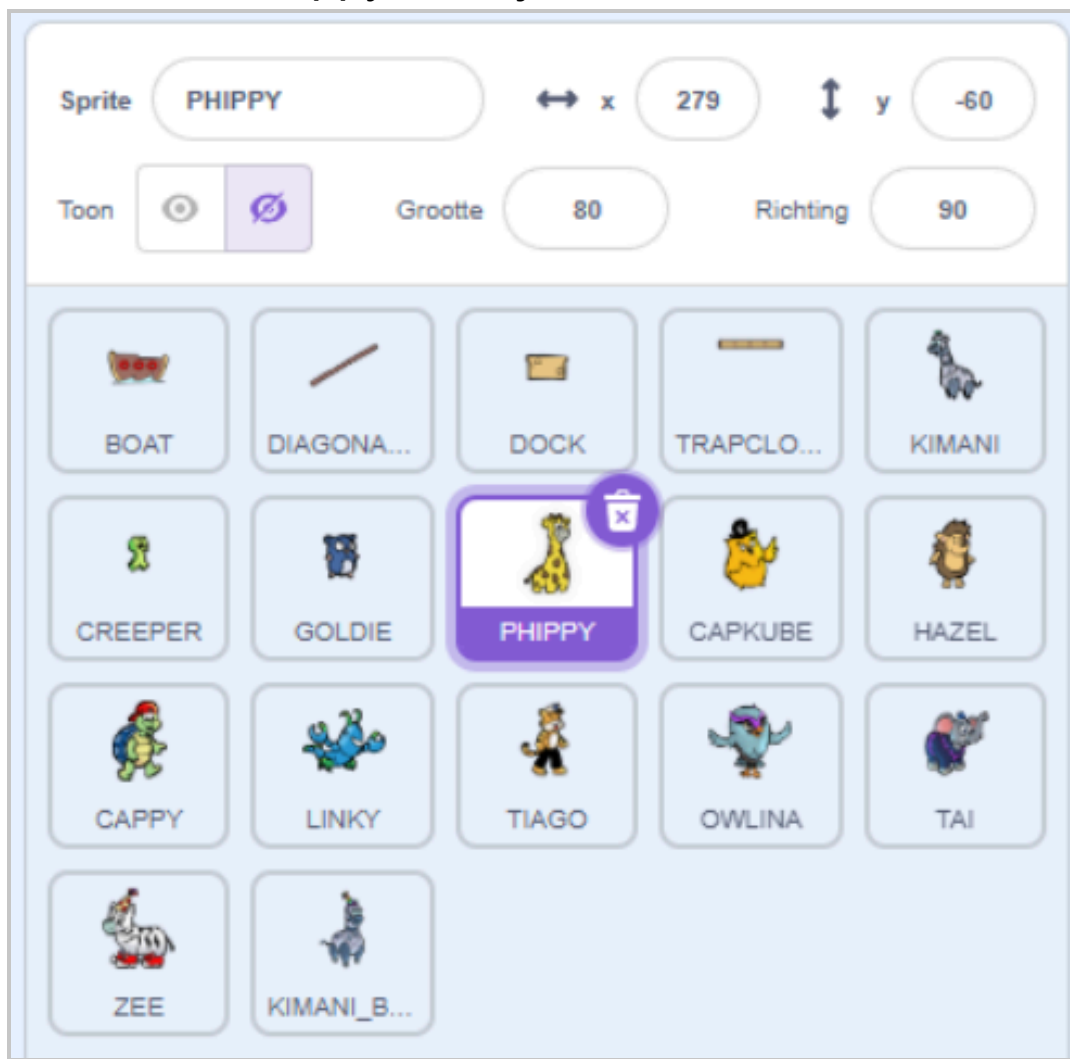 Sprite PHIPPY x 279 y -60
Toon Grootte 80 Richting 90
BOAT DIAGONA... DOCK TRAPCLO... KIMANI
CREEPER GOLDIE PHIPPY CAPKUBE HAZEL
CAPPY LINKY TIAGO OWLINA TAI
ZEE KIMANI_B...